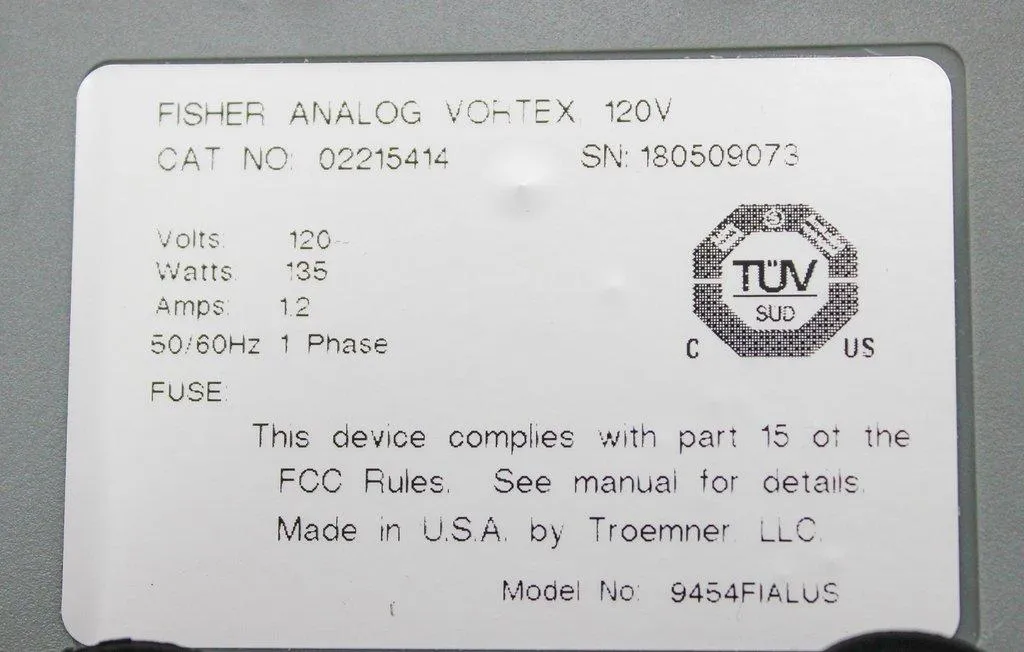 FISHER ANALOG VORTEX 120V
CAT NO: 02215414 SN: 180509073
Volts: 120~
Watts: 135
Amps: 1.2
50/60Hz 1 Phase
TÜV
SUD
C US
FUSE:
This device complies with part 15 of the
FCC Rules. See manual for details.
Made in U.S.A. by Troemner, LLC.
Model No: 9454FIALUS